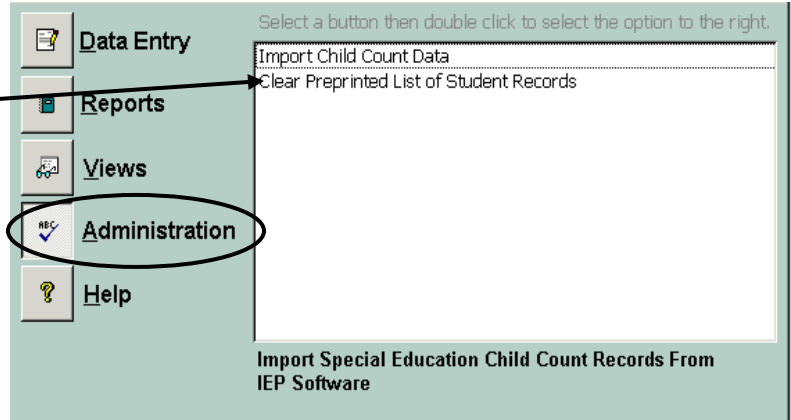 Select a button then double click to select the option to the right.
Data Entry
Import Child Count Data
Clear Preprinted List of Student Records
Reports
Views
ABC
Administration
Help
Import Special Education Child Count Records From
IEP Software